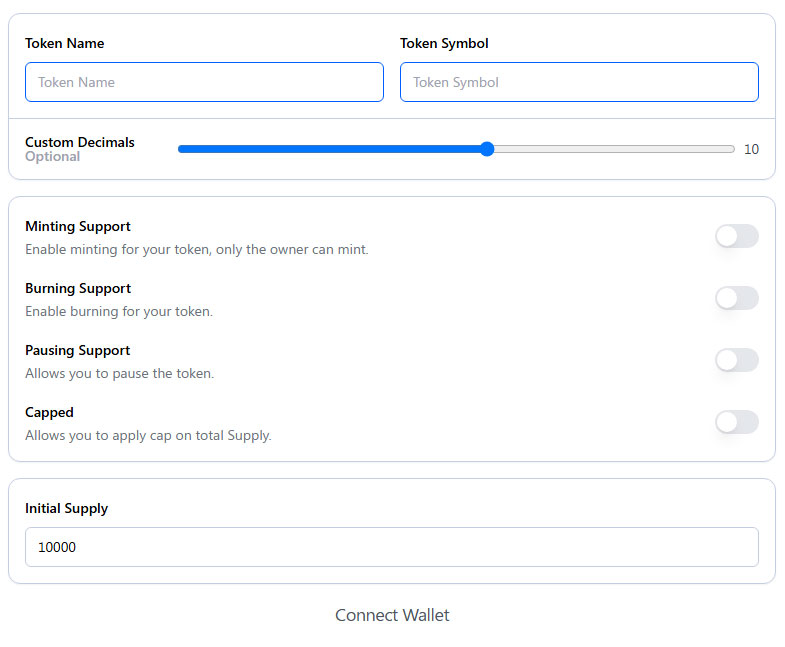 Token Name
Token Symbol
Token Name
Token Symbol
Custom Decimals
Optional
10
Minting Support
Enable minting for your token, only the owner can mint.
Burning Support
Enable burning for your token.
Pausing Support
Allows you to pause the token.
Capped
Allows you to apply cap on total Supply.
Initial Supply
10000
Connect Wallet